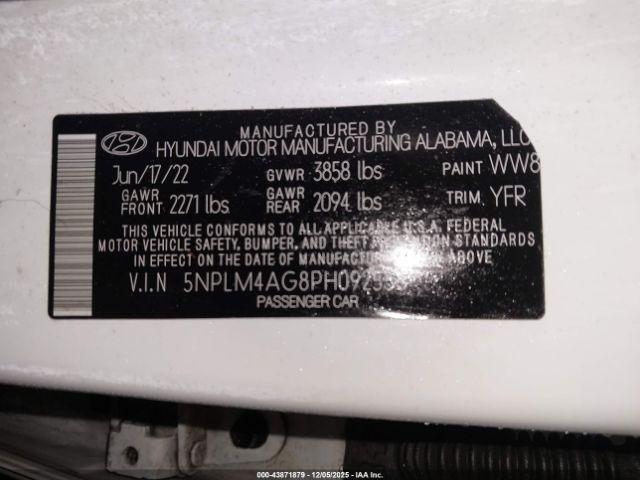 MANUFACTURED BY
HYUNDAI MOTOR MANUFACTURING ALABAMA, LLC
Jun/17/22 GVWR 3858 lbs PAINT WW8
GAWR FRONT 2271 lbs GAWR REAR 2094 lbs TRIM. YFR
THIS VEHICLE CONFORMS TO ALL APPLICABLE U.S.A. FEDERAL
MOTOR VEHICLE SAFETY, BUMPER, AND THEFT PREVENTION
STANDARDS IN EFFECT ON THE DATE OF MANUFACTURE SHOWN ABOVE.
V.I.N
PASSENGER CAR
000-43871879 | 12/05/2025 | IAA Inc.